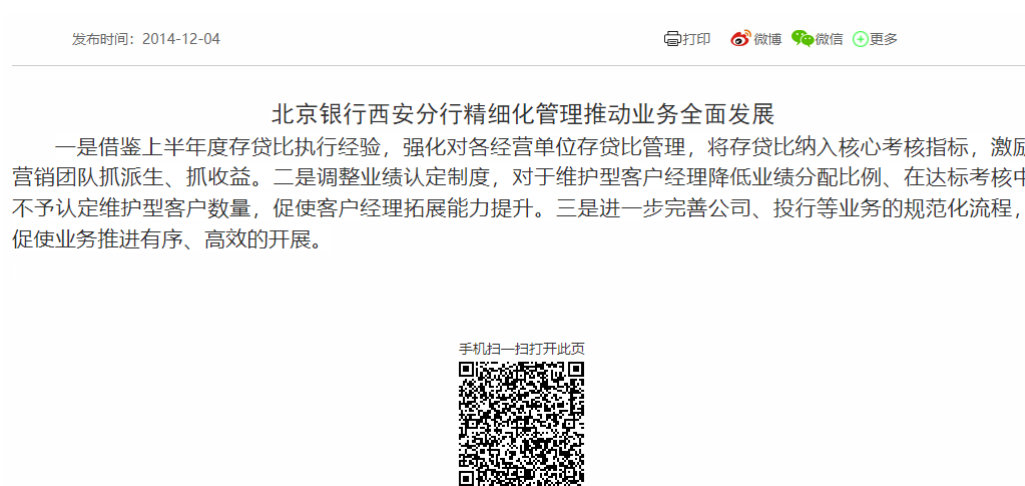 发布时间：2014-12-04 打印 微博 微信 更多
北京银行西安分行精细化管理推动业务全面发展
一是借鉴上半年度存贷比执行经验，强化对各经营单位存贷比管理，将存贷比纳入核心考核指标，激励
营销团队抓派生、抓收益。二是调整业绩认定制度，对于维护型客户经理降低业绩分配比例、在达标考核中
不予认定维护型客户数量，促使客户经理拓展能力提升。三是进一步完善公司、投行等业务的规范化流程，
促使业务推进有序、高效的开展。
手机扫一扫打开此页